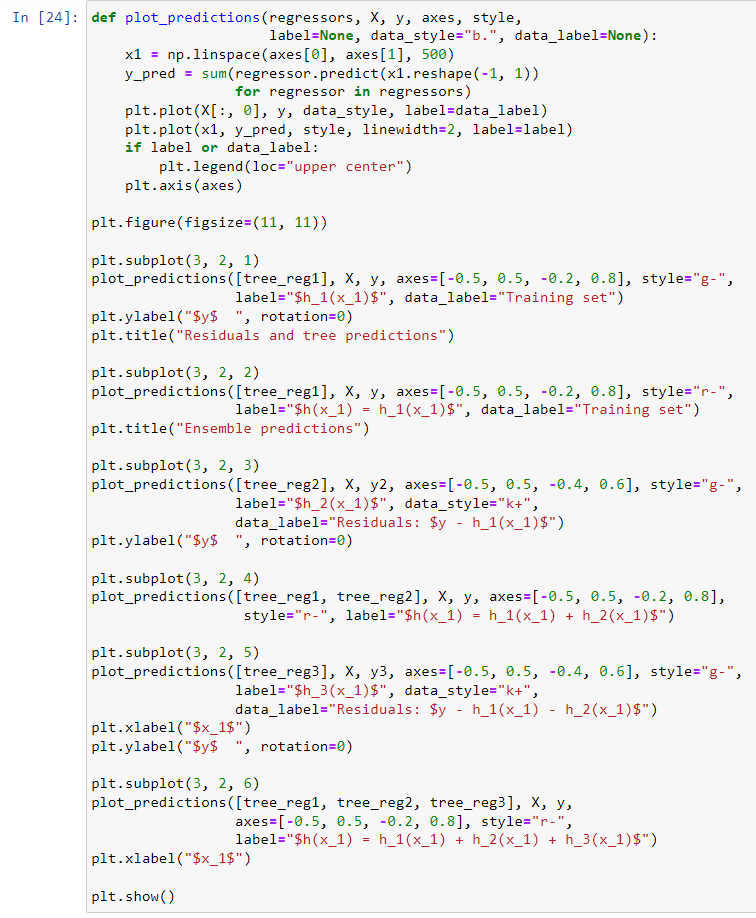 In [24]: def plot_predictions(regressors, X, y, axes, style,
                     label=None, data_style="b.", data_label=None):
    x1 = np.linspace(axes[0], axes[1], 500)
    y_pred = sum(regressor.predict(x1.reshape(-1, 1))
                 for regressor in regressors)
    plt.plot(X[:, 0], y, data_style, label=data_label)
    plt.plot(x1, y_pred, style, linewidth=2, label=label)
    if label or data_label:
        plt.legend(loc="upper center")
    plt.axis(axes)

plt.figure(figsize=(11, 11))

plt.subplot(3, 2, 1)
plot_predictions([tree_reg1], X, y, axes=[-0.5, 0.5, -0.2, 0.8], style="g-",
                 label="$h_1(x_1)$", data_label="Training set")
plt.ylabel("$y$  ", rotation=0)
plt.title("Residuals and tree predictions")

plt.subplot(3, 2, 2)
plot_predictions([tree_reg1], X, y, axes=[-0.5, 0.5, -0.2, 0.8], style="r-",
                 label="$h(x_1) = h_1(x_1)$", data_label="Training set")
plt.title("Ensemble predictions")

plt.subplot(3, 2, 3)
plot_predictions([tree_reg2], X, y2, axes=[-0.5, 0.5, -0.4, 0.6], style="g-",
                 label="$h_2(x_1)$", data_style="k+",
                 data_label="Residuals: $y - h_1(x_1)$")
plt.ylabel("$y$  ", rotation=0)

plt.subplot(3, 2, 4)
plot_predictions([tree_reg1, tree_reg2], X, y, axes=[-0.5, 0.5, -0.2, 0.8],
                  style="r-", label="$h(x_1) = h_1(x_1) + h_2(x_1)$")

plt.subplot(3, 2, 5)
plot_predictions([tree_reg3], X, y3, axes=[-0.5, 0.5, -0.4, 0.6], style="g-",
                 label="$h_3(x_1)$", data_style="k+",
                 data_label="Residuals: $y - h_1(x_1) - h_2(x_1)$")
plt.xlabel("$x_1$")
plt.ylabel("$y$  ", rotation=0)

plt.subplot(3, 2, 6)
plot_predictions([tree_reg1, tree_reg2, tree_reg3], X, y,
                 axes=[-0.5, 0.5, -0.2, 0.8], style="r-",
                 label="$h(x_1) = h_1(x_1) + h_2(x_1) + h_3(x_1)$")
plt.xlabel("$x_1$")

plt.show()